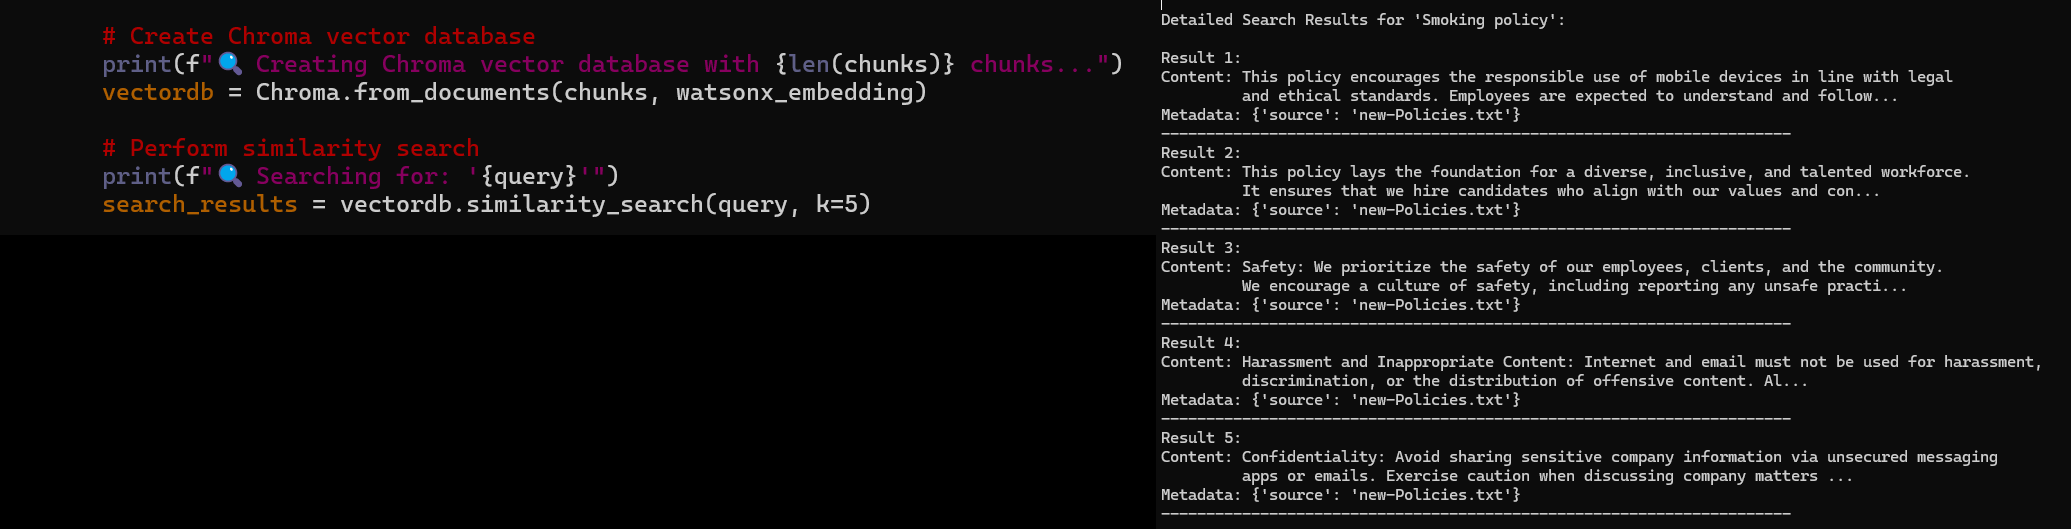 # Create Chroma vector database
print(f"🔍 Creating Chroma vector database with {len(chunks)} chunks...")
vectordb = Chroma.from_documents(chunks, watsonx_embedding)

# Perform similarity search
print(f"🔍 Searching for: '{query}'")
search_results = vectordb.similarity_search(query, k=5)

Detailed Search Results for 'Smoking policy':

Result 1:
Content: This policy encourages the responsible use of mobile devices in line with legal
and ethical standards. Employees are expected to understand and follow...
Metadata: {'source': 'new-Policies.txt'}
----------------------------------------------------------------------
Result 2:
Content: This policy lays the foundation for a diverse, inclusive, and talented workforce.
It ensures that we hire candidates who align with our values and con...
Metadata: {'source': 'new-Policies.txt'}
----------------------------------------------------------------------
Result 3:
Content: Safety: We prioritize the safety of our employees, clients, and the community.
We encourage a culture of safety, including reporting any unsafe practi...
Metadata: {'source': 'new-Policies.txt'}
----------------------------------------------------------------------
Result 4:
Content: Harassment and Inappropriate Content: Internet and email must not be used for harassment,
discrimination, or the distribution of offensive content. Al...
Metadata: {'source': 'new-Policies.txt'}
----------------------------------------------------------------------
Result 5:
Content: Confidentiality: Avoid sharing sensitive company information via unsecured messaging
apps or emails. Exercise caution when discussing company matters ...
Metadata: {'source': 'new-Policies.txt'}
----------------------------------------------------------------------